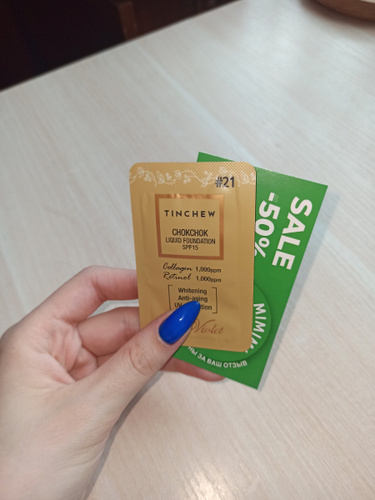 #21
TINCHEW
CHOKCHOK
LIQUID FOUNDATION
SPF15
Collagen 1,000ppm
Retinol 1,000ppm
Whitening
Anti-aging
Violet
SALE
-50%
ЗА ВАШ ОТЗЫВ